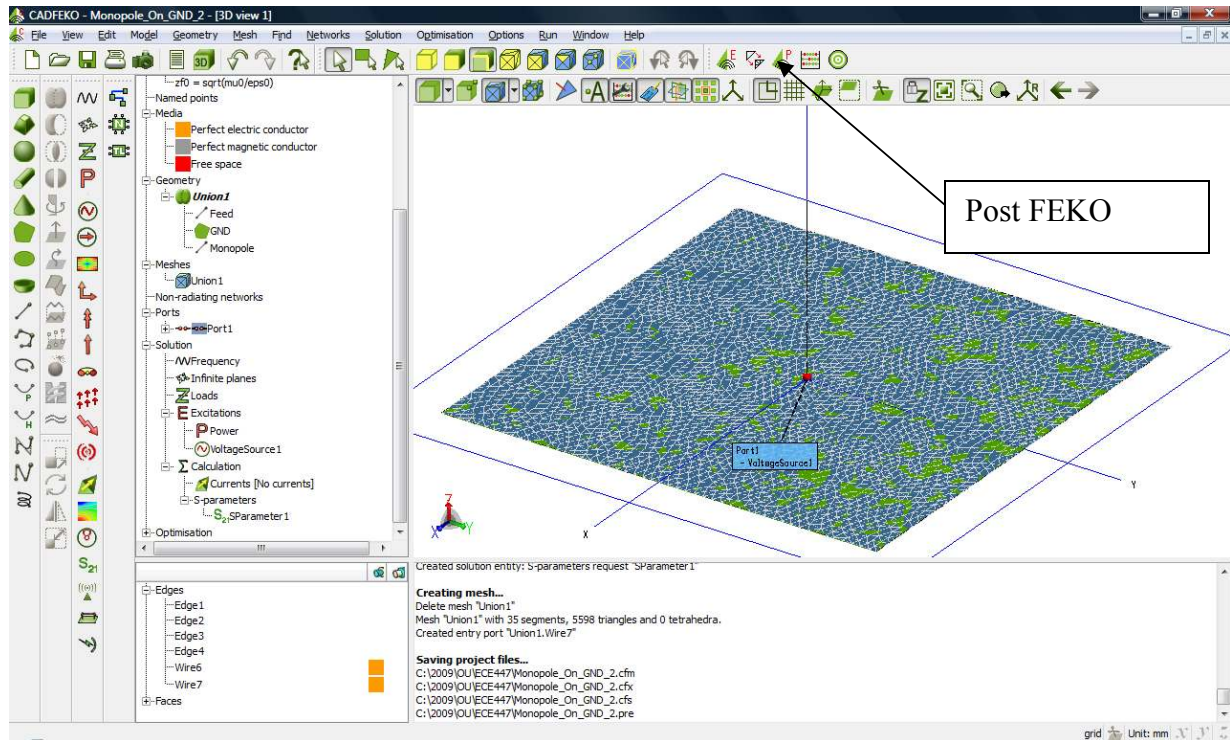 CADFEKO - Monopole_On_GND_2 - [3D view 1]
File View Edit Model Geometry Mesh Find Networks Solution Optimisation Options Run Window Help
3D
E
P
A
Z
R
zf0 = sqrt(mu0/eps0)
Named points
Media
Perfect electric conductor
Perfect magnetic conductor
Free space
Geometry
Union1
Feed
GND
Monopole
Meshes
Union1
Non-radiating networks
Ports
Port1
Solution
Frequency
Infinite planes
Loads
E Excitations
P Power
VoltageSource1
Σ Calculation
Currents [No currents]
S-parameters
S21 SParameter1
Optimisation
N
TL
Z
P
P
H
S21
Post FEKO
Port1
- VoltageSource1
Z
X
Y
X
Y
Edges
Edge1
Edge2
Edge3
Edge4
Wire6
Wire7
Faces
Created solution entity: S-parameters request "SParameter1"
Creating mesh...
Delete mesh "Union1"
Mesh "Union1" with 35 segments, 5598 triangles and 0 tetrahedra.
Created entry port "Union1.Wire7"
Saving project files...
C:\2009\OU\ECE447\Monopole_On_GND_2.cfm
C:\2009\OU\ECE447\Monopole_On_GND_2.cfx
C:\2009\OU\ECE447\Monopole_On_GND_2.cfs
C:\2009\OU\ECE447\Monopole_On_GND_2.pre
grid Unit: mm